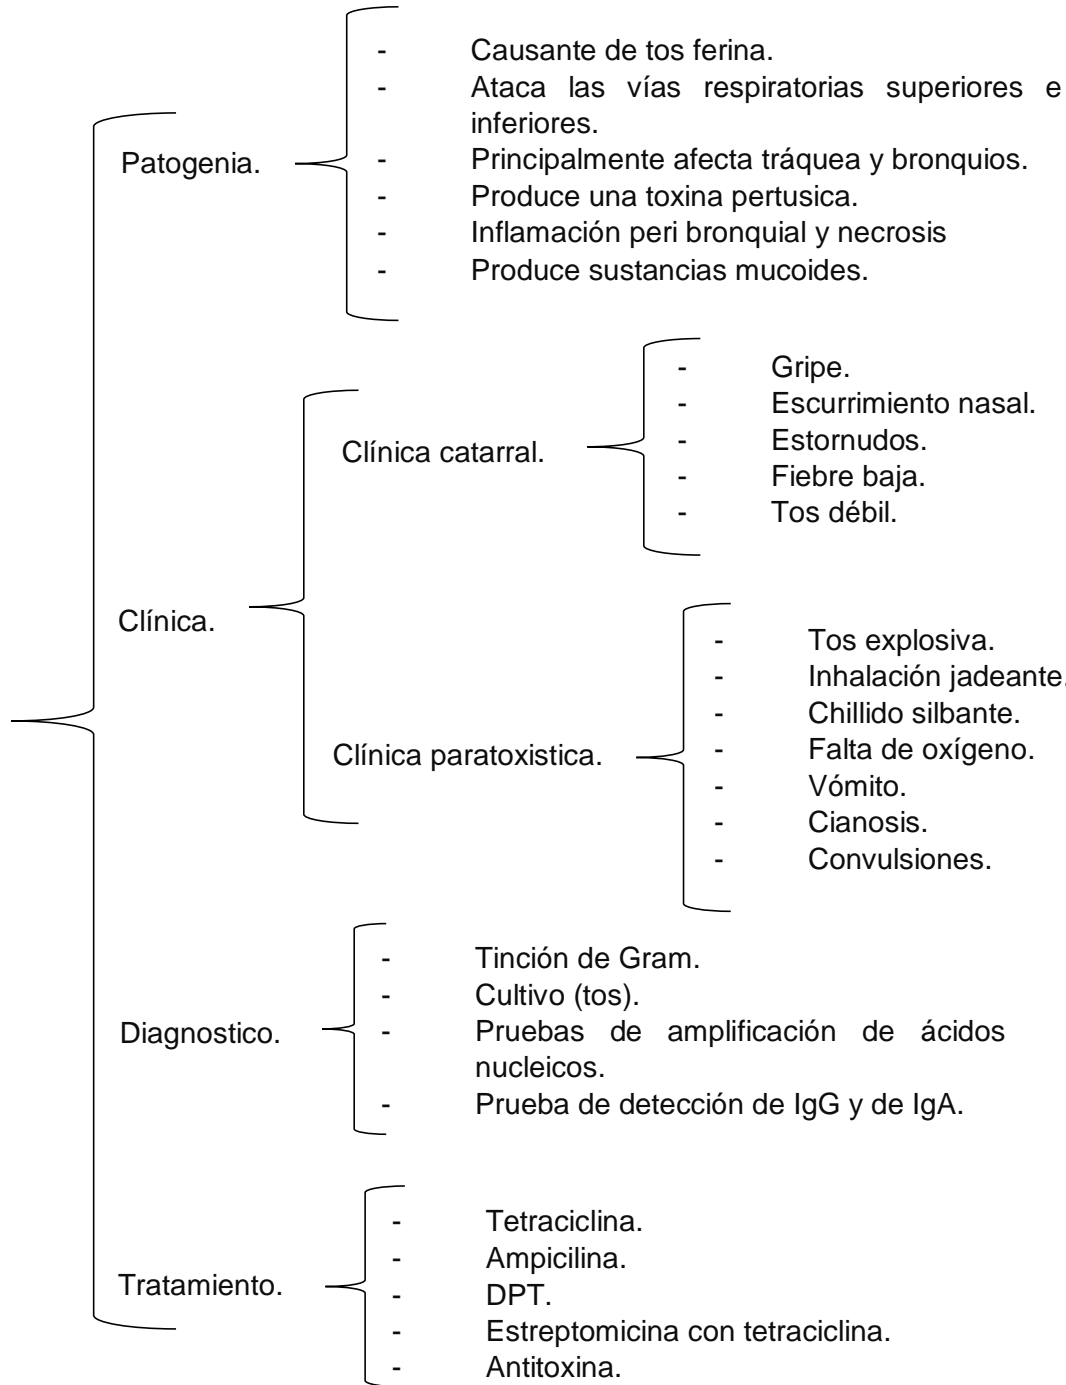 Patogenia.
- Causante de tos ferina.
- Ataca las vías respiratorias superiores e
inferiores.
- Principalmente afecta tráquea y bronquios.
- Produce una toxina pertusica.
- Inflamación peri bronquial y necrosis
- Produce sustancias mucoides.
Clínica.
Clínica catarral.
- Gripe.
- Escurrimiento nasal.
- Estornudos.
- Fiebre baja.
- Tos débil.
Clínica paratoxistica.
- Tos explosiva.
- Inhalación jadeante.
- Chillido silbante.
- Falta de oxígeno.
- Vómito.
- Cianosis.
- Convulsiones.
Diagnostico.
- Tinción de Gram.
- Cultivo (tos).
- Pruebas de amplificación de ácidos
nucleicos.
- Prueba de detección de IgG y de IgA.
Tratamiento.
- Tetraciclina.
- Ampicilina.
- DPT.
- Estreptomicina con tetraciclina.
- Antitoxina.